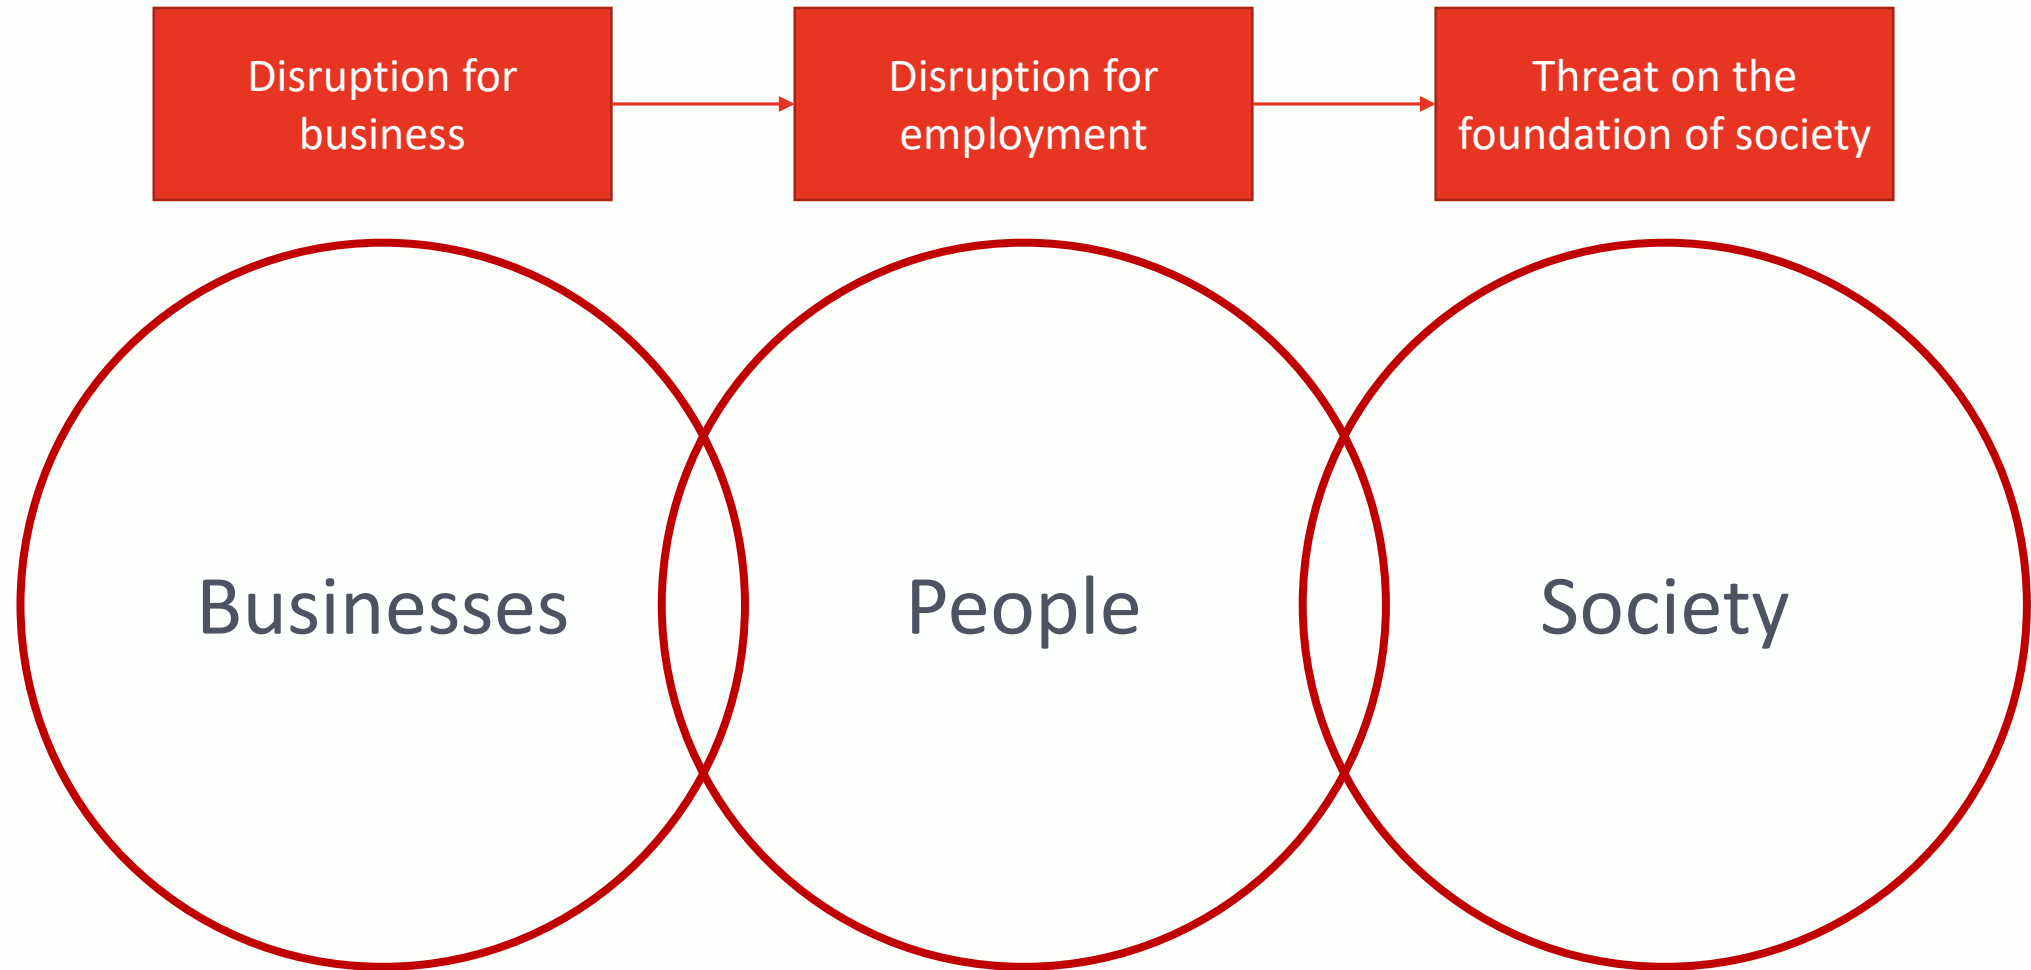 Disruption for
business
Disruption for
employment
Threat on the
foundation of society
Businesses
People
Society